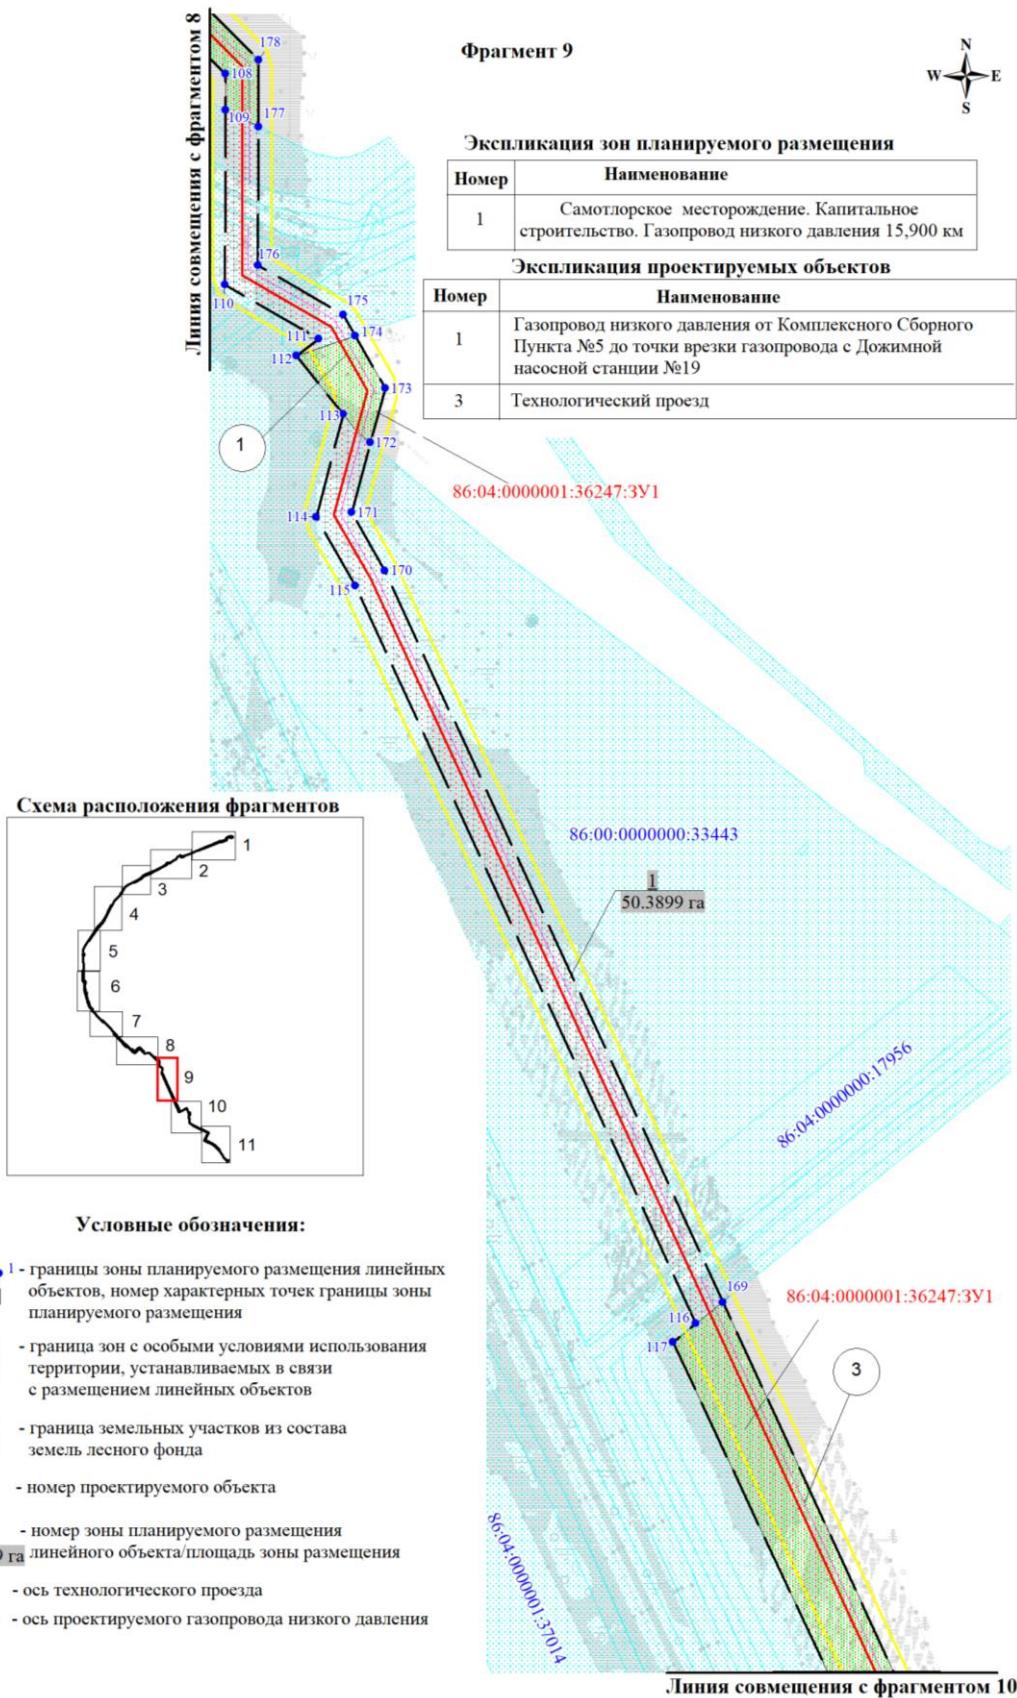 Фрагмент 9
N
W E
S
Линия совмещения с фрагментом 8
178
108
109
177
176
110
175
174
111
112
173
113
172
1
171
114
170
115
86:04:0000001:36247:ЗУ1
Экспликация зон планируемого размещения
Номер Наименование
1 Самотлорское месторождение. Капитальное
строительство. Газопровод низкого давления 15,900 км
Экспликация проектируемых объектов
Номер Наименование
1 Газопровод низкого давления от Комплексного Сборного
Пункта №5 до точки врезки газопровода с Дожимной
насосной станции №19
3 Технологический проезд
86:00:0000000:33443
1
50.3899 га
86:04:0000000:17956
Схема расположения фрагментов
1
2
3
4
5
6
7
8
9
10
11
169
116
117
86:04:0000001:36247:ЗУ1
3
86:04:0000001:37014
Условные обозначения:
1 - границы зоны планируемого размещения линейных
объектов, номер характерных точек границы зоны
планируемого размещения
- граница зон с особыми условиями использования
территории, устанавливаемых в связи
с размещением линейных объектов
- граница земельных участков из состава
земель лесного фонда
- номер проектируемого объекта
- номер зоны планируемого размещения
9 га линейного объекта/площадь зоны размещения
- ось технологического проезда
- ось проектируемого газопровода низкого давления
Линия совмещения с фрагментом 10